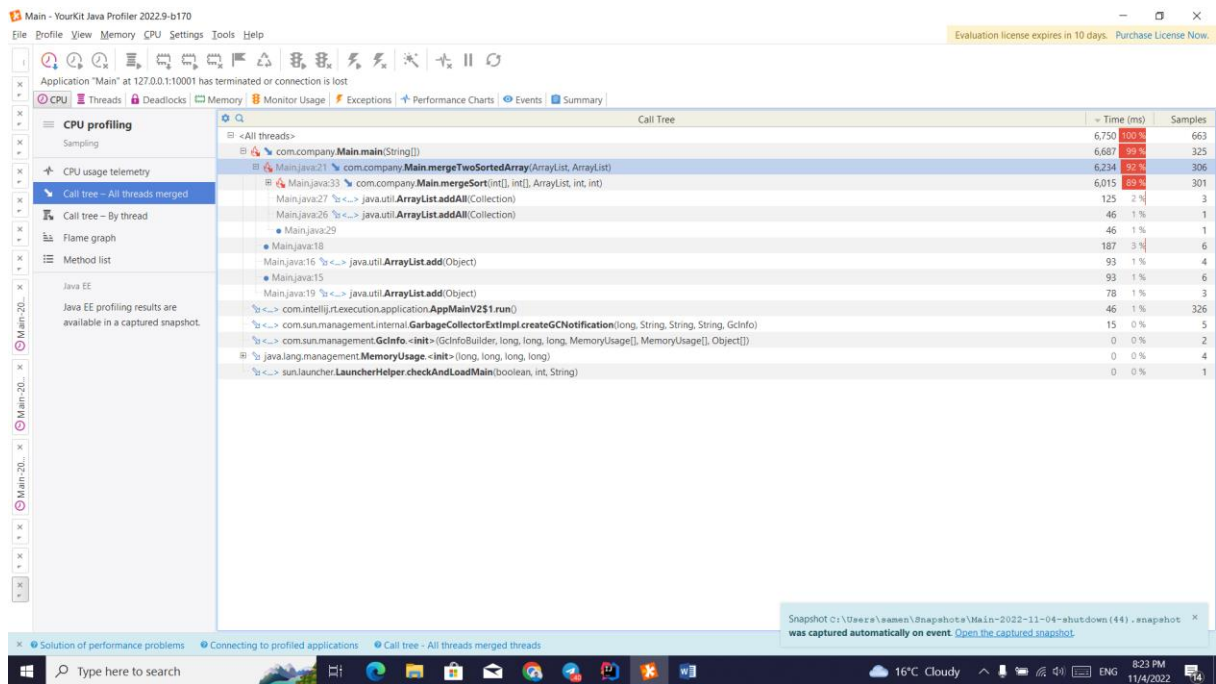 Main - YourKit Java Profiler 2022.9-b170
File Profile View Memory CPU Settings Tools Help
Evaluation license expires in 10 days. Purchase License Now.
Application "Main" at 127.0.0.1:10001 has terminated or connection is lost
CPU Threads Deadlocks Memory Monitor Usage Exceptions Performance Charts Events Summary
CPU profiling
Sampling
CPU usage telemetry
Call tree – All threads merged
Call tree – By thread
Flame graph
Method list
Java EE
Java EE profiling results are
available in a captured snapshot.
Main-20...
Main-20...
Main-20...
Call Tree Time (ms) Samples
<All threads> 6,750 100 % 663
com.company.Main.main(String[]) 6,687 99 % 325
Main.java:21 com.company.Main.mergeTwoSortedArray(ArrayList, ArrayList) 6,234 92 % 306
Main.java:33 com.company.Main.mergeSort(int[], int[], ArrayList, int, int) 6,015 89 % 301
Main.java:27 <...> java.util.ArrayList.addAll(Collection) 125 2 % 3
Main.java:26 <...> java.util.ArrayList.addAll(Collection) 46 1 % 1
Main.java:29 46 1 % 1
Main.java:18 187 3 % 6
Main.java:16 <...> java.util.ArrayList.add(Object) 93 1 % 4
Main.java:15 93 1 % 6
Main.java:19 <...> java.util.ArrayList.add(Object) 78 1 % 3
<...> com.intellij.rt.execution.application.AppMainV2$1.run() 46 1 % 326
<...> com.sun.management.internal.GarbageCollectorExtImpl.createGCNotification(long, String, String, String, GcInfo) 15 0 % 5
<...> com.sun.management.GcInfo.<init>(GcInfoBuilder, long, long, long, MemoryUsage[], MemoryUsage[], Object[]) 0 0 % 2
java.lang.management.MemoryUsage.<init>(long, long, long, long) 0 0 % 4
<...> sun.launcher.LauncherHelper.checkAndLoadMain(boolean, int, String) 0 0 % 1
Snapshot C:\Users\samen\Snapshots\Main-2022-11-04-shutdown(44).snapshot
was captured automatically on event. Open the captured snapshot.
Solution of performance problems Connecting to profiled applications Call tree - All threads merged threads
Type here to search
16°C Cloudy ENG 8:23 PM
11/4/2022